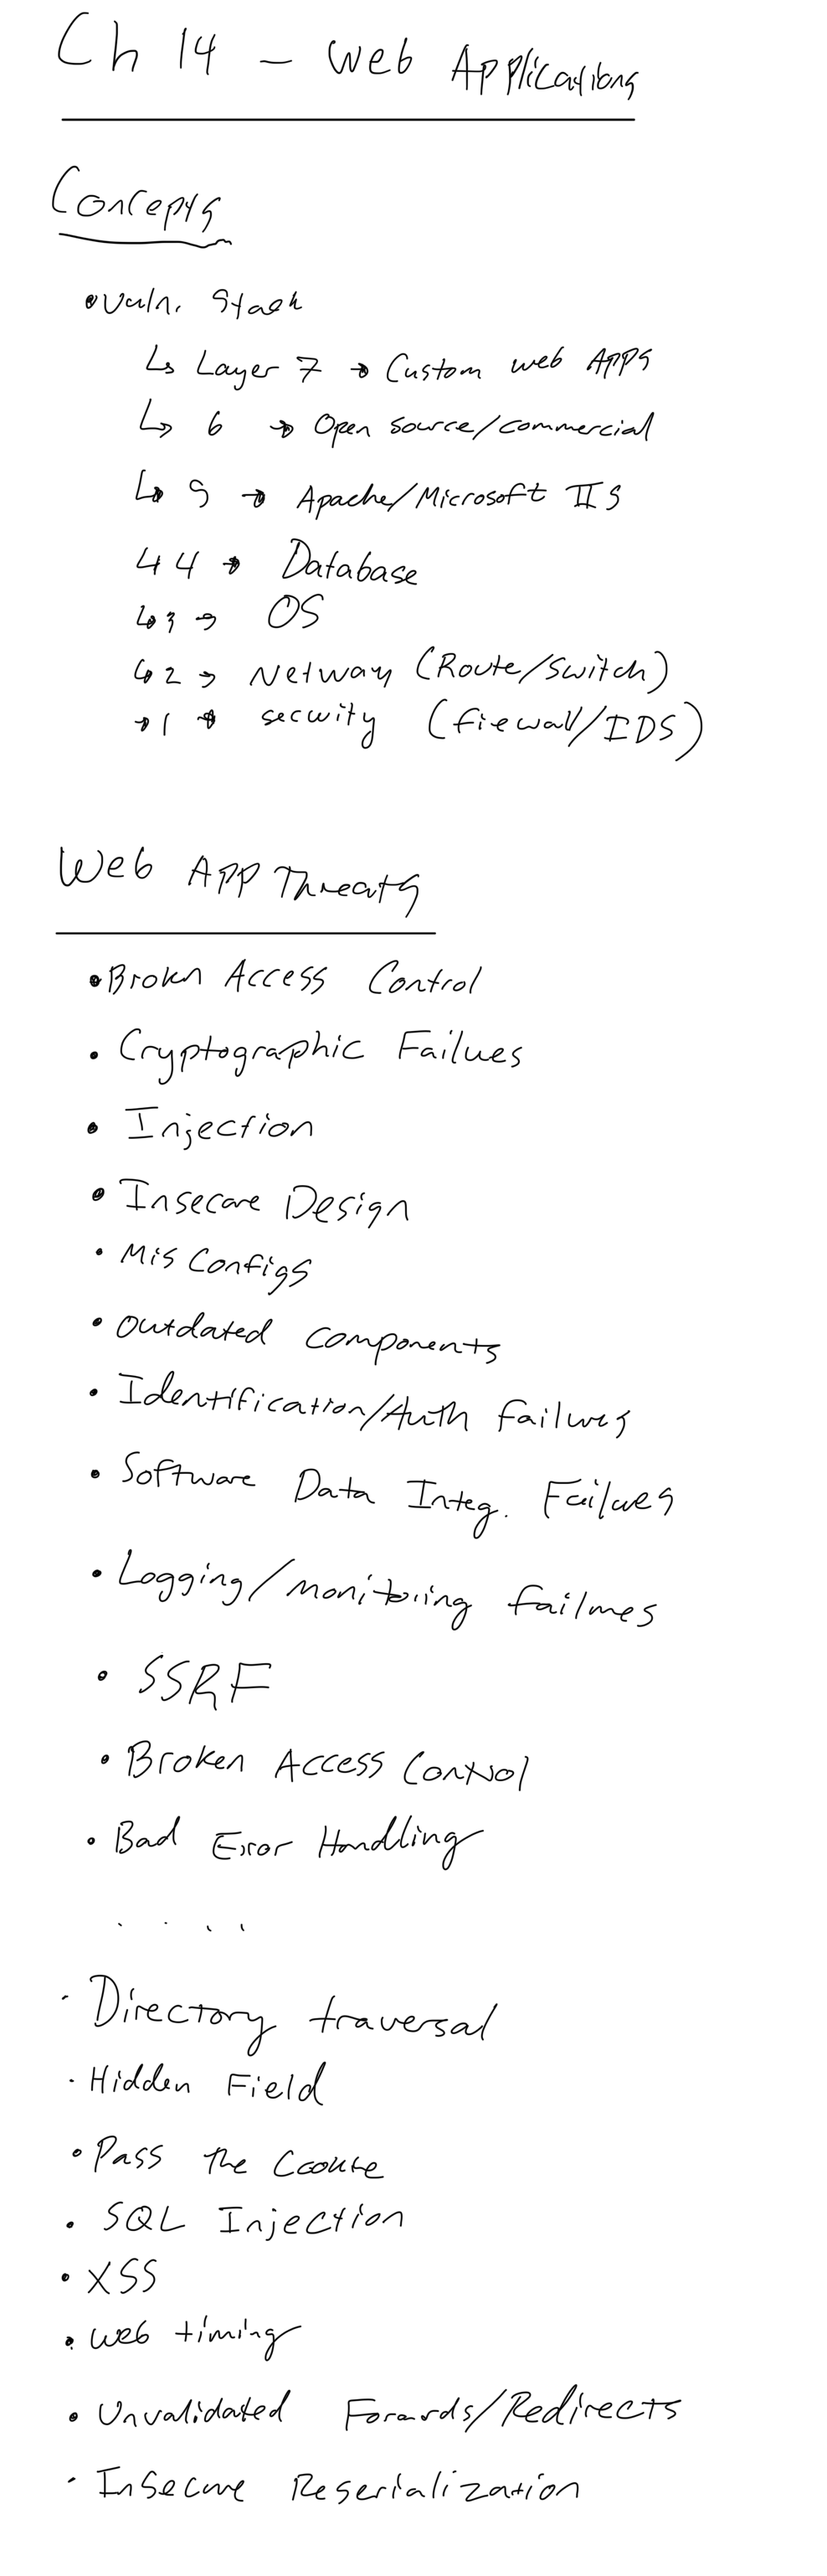 Ch 14 - Web Applications
Concepts
• Vuln. Stack
↳ Layer 7 → Custom web Apps
↳ 6 → Open source/commercial
↳ 5 → Apache/Microsoft IIS
↳ 4 → Database
↳ 3 → OS
↳ 2 → Netway (Route/Switch)
→ 1 → security (fiewall/IDS)
Web App Threats
• Broken Access Control
• Cryptographic Failues
• Injection
• Insecure Design
• Mis Configs
• Outdated components
• Identification/Auth failures
• Software Data Integ. Failues
• Logging/monitoring failures
• SSRF
• Broken Access Control
• Bad Error Handling
. . . .
• Directory traversal
• Hidden Field
• Pass the Cookie
• SQL Injection
• XSS
• Web timing
• Unvalidated Forwards/Redirects
• Insecure Reserialization